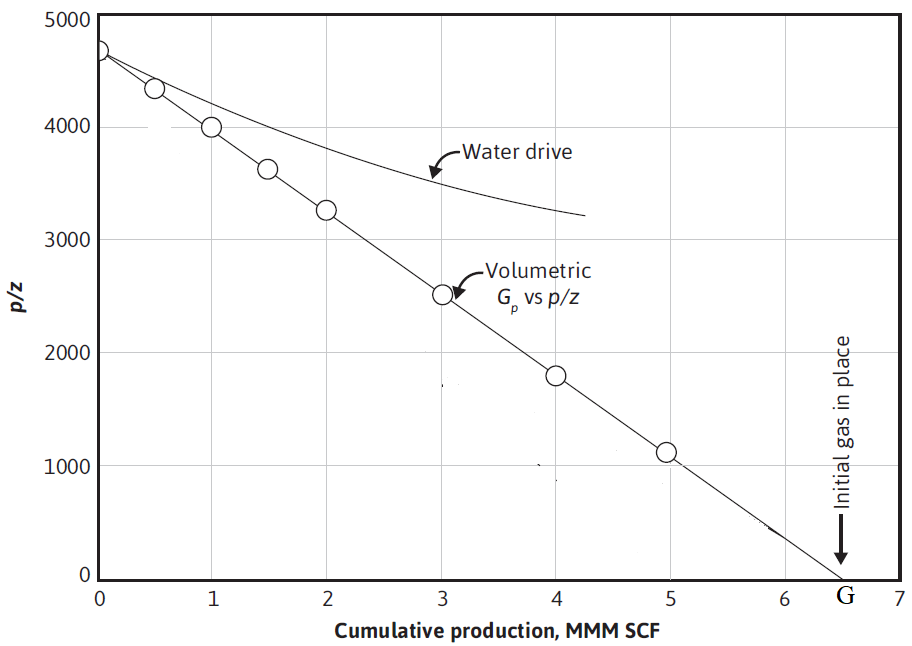 5000
4000
3000
2000
1000
0
p/z
Water drive
Volumetric
Gp vs p/z
Initial gas in place
0 1 2 3 4 5 6 G 7
Cumulative production, MMM SCF